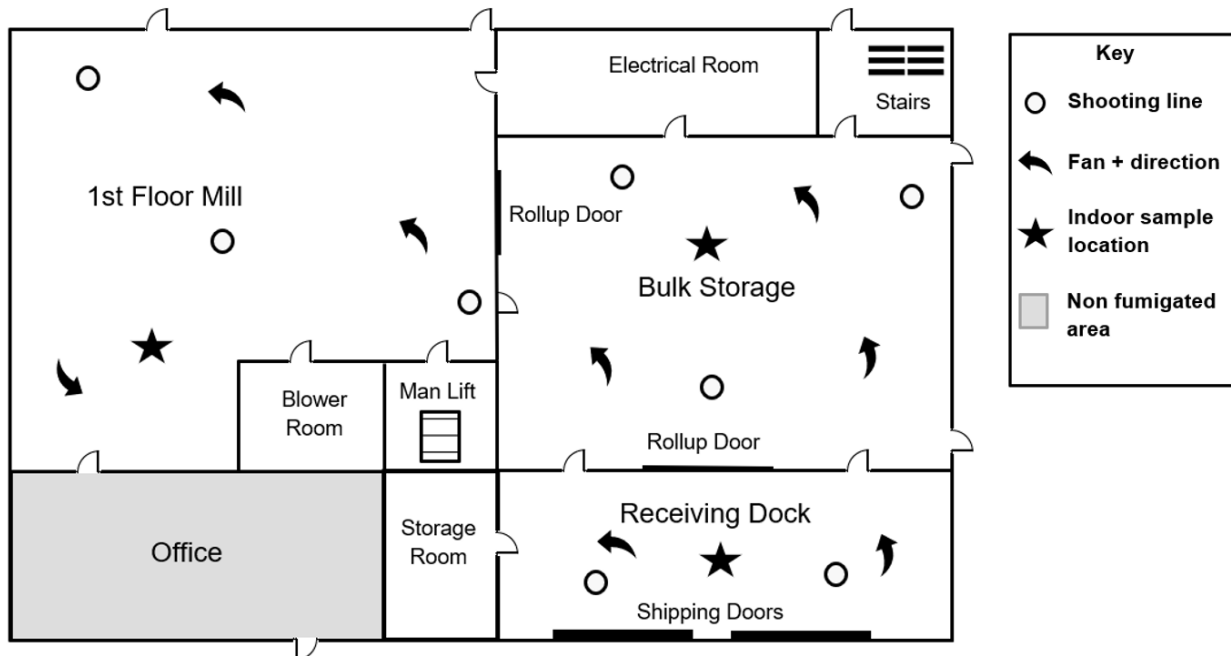 Electrical Room
Stairs
1st Floor Mill
Rollup Door
Bulk Storage
Blower
Room
Man Lift
Rollup Door
Office
Storage
Room
Receiving Dock
Shipping Doors
Key
Shooting line
Fan + direction
Indoor sample
location
Non fumigated
area